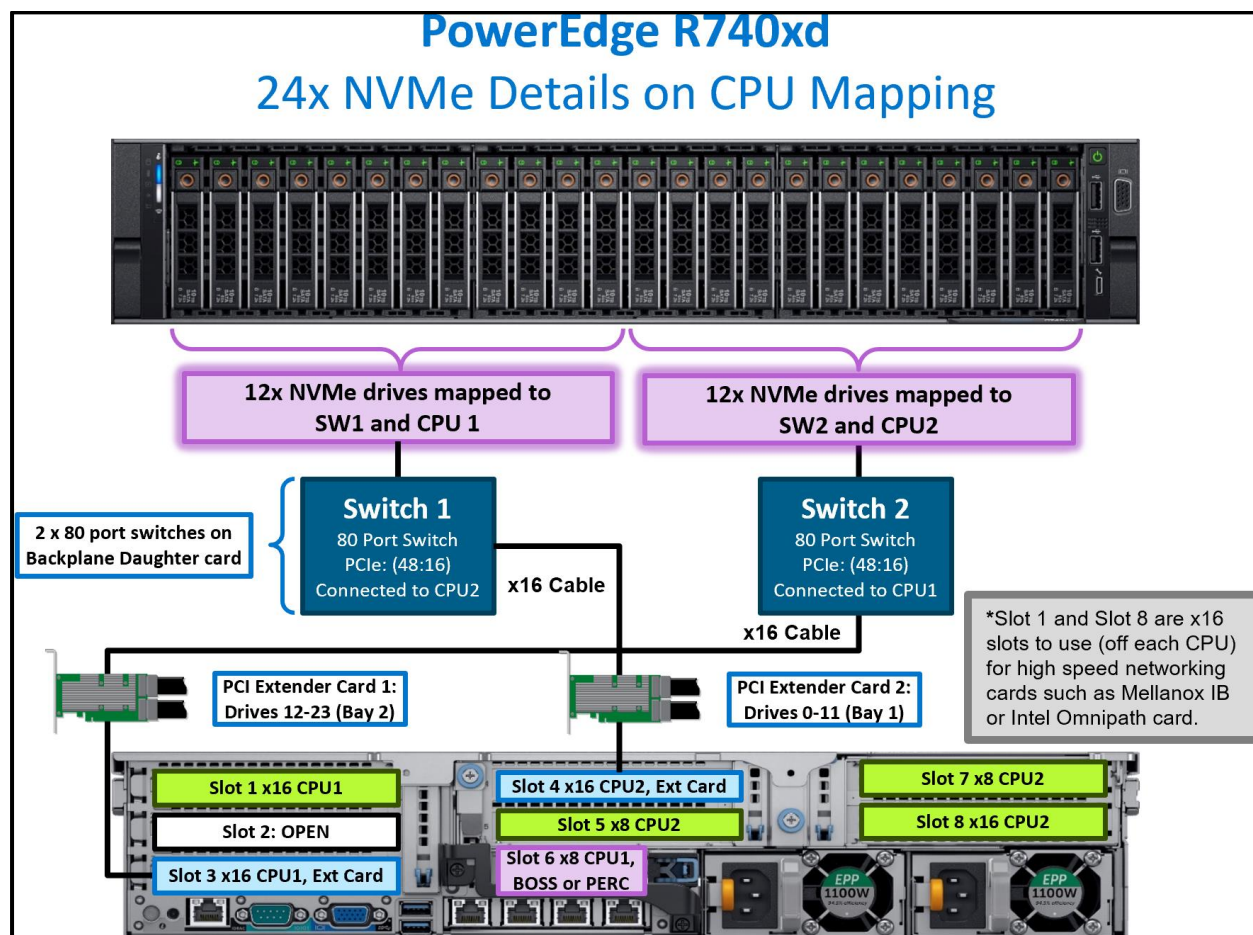 PowerEdge R740xd
24x NVMe Details on CPU Mapping
12x NVMe drives mapped to
SW1 and CPU 1
12x NVMe drives mapped to
SW2 and CPU2
2 x 80 port switches on
Backplane Daughter card
Switch 1
80 Port Switch
PCIe: (48:16)
Connected to CPU2
x16 Cable
Switch 2
80 Port Switch
PCIe: (48:16)
Connected to CPU1
x16 Cable
*Slot 1 and Slot 8 are x16
slots to use (off each CPU)
for high speed networking
cards such as Mellanox IB
or Intel Omnipath card.
PCI Extender Card 1:
Drives 12-23 (Bay 2)
PCI Extender Card 2:
Drives 0-11 (Bay 1)
Slot 1 x16 CPU1
Slot 2: OPEN
Slot 3 x16 CPU1, Ext Card
Slot 4 x16 CPU2, Ext Card
Slot 5 x8 CPU2
Slot 6 x8 CPU1,
BOSS or PERC
Slot 7 x8 CPU2
Slot 8 x16 CPU2
EPP
1100W
EPP
1100W